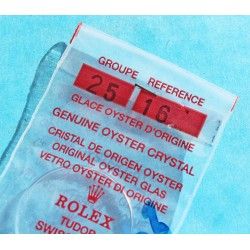 GROUPE REFERENCE
25 16
GLACE OYSTER D'ORIGINE
GENUINE OYSTER CRYSTAL
CRISTAL DE ORIGEN OYSTER
ORIGINAL OYSTER GLAS
VETRO OYSTER DI ORIGINE
ROLEX
TUDOR